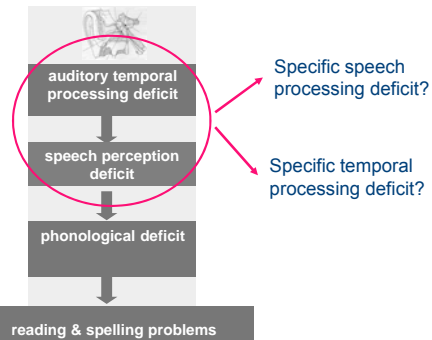 auditory temporal
processing deficit
speech perception
deficit
phonological deficit
reading & spelling problems
Specific speech
processing deficit?
Specific temporal
processing deficit?